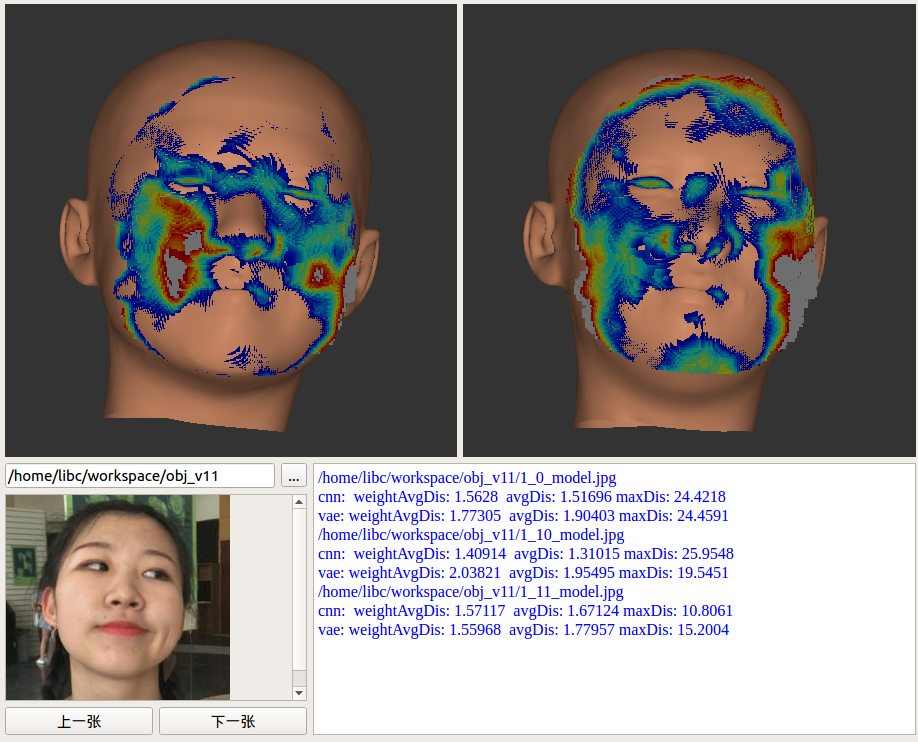 /home/libc/workspace/obj_v11
...
/home/libc/workspace/obj_v11/1_0_model.jpg
cnn:  weightAvgDis: 1.5628  avgDis: 1.51696 maxDis: 24.4218
vae: weightAvgDis: 1.77305  avgDis: 1.90403 maxDis: 24.4591
/home/libc/workspace/obj_v11/1_10_model.jpg
cnn:  weightAvgDis: 1.40914  avgDis: 1.31015 maxDis: 25.9548
vae: weightAvgDis: 2.03821  avgDis: 1.95495 maxDis: 19.5451
/home/libc/workspace/obj_v11/1_11_model.jpg
cnn:  weightAvgDis: 1.57117  avgDis: 1.67124 maxDis: 10.8061
vae: weightAvgDis: 1.55968  avgDis: 1.77957 maxDis: 15.2004
上一张
下一张